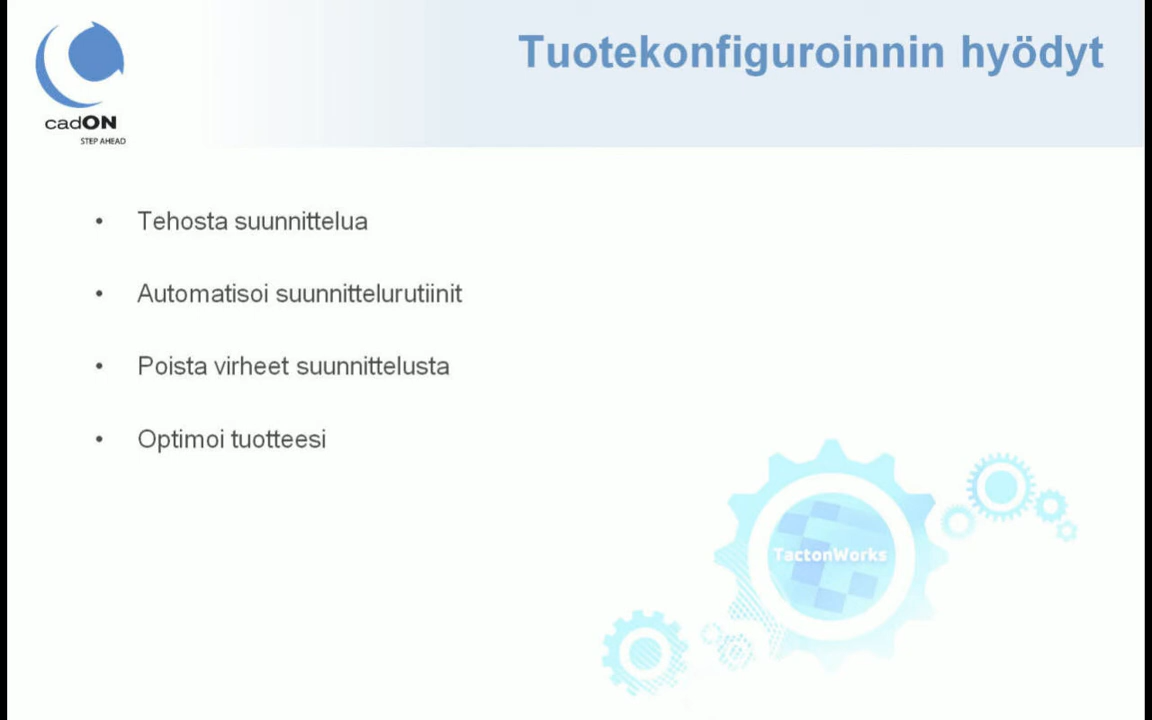 Tuotekonfiguroinnin hyödyt
cadON
STEP AHEAD
• Tehosta suunnittelua
• Automatisoi suunnittelurutiinit
• Poista virheet suunnittelusta
• Optimoi tuotteesi
TactonWorks